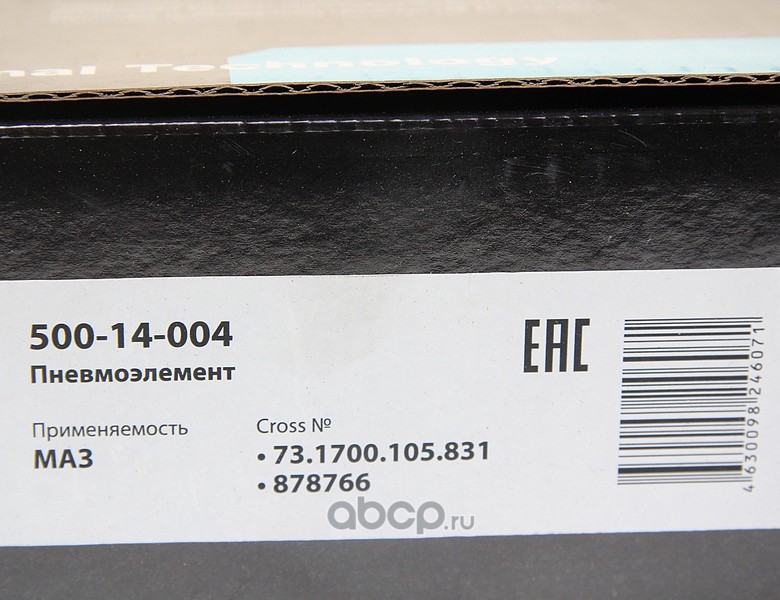 nal Technology
500-14-004
Пневмоэлемент
EAC
Применяемость
МАЗ
Cross №
• 73.1700.105.831
• 878766
4 630098 246071
abcp.ru